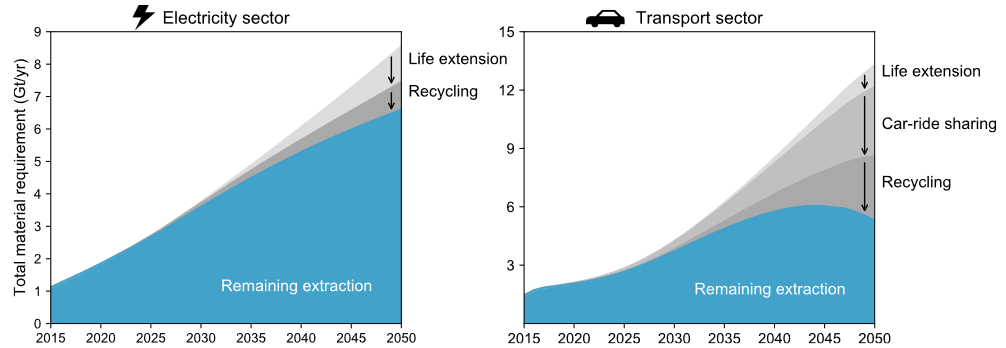 Electricity sector
Total material requirement (Gt/yr)
9
8
7
6
5
4
3
2
1
0
2015 2020 2025 2030 2035 2040 2045 2050
Life extension
Recycling
Remaining extraction
Transport sector
15
12
9
6
3
2015 2020 2025 2030 2035 2040 2045 2050
Life extension
Car-ride sharing
Recycling
Remaining extraction